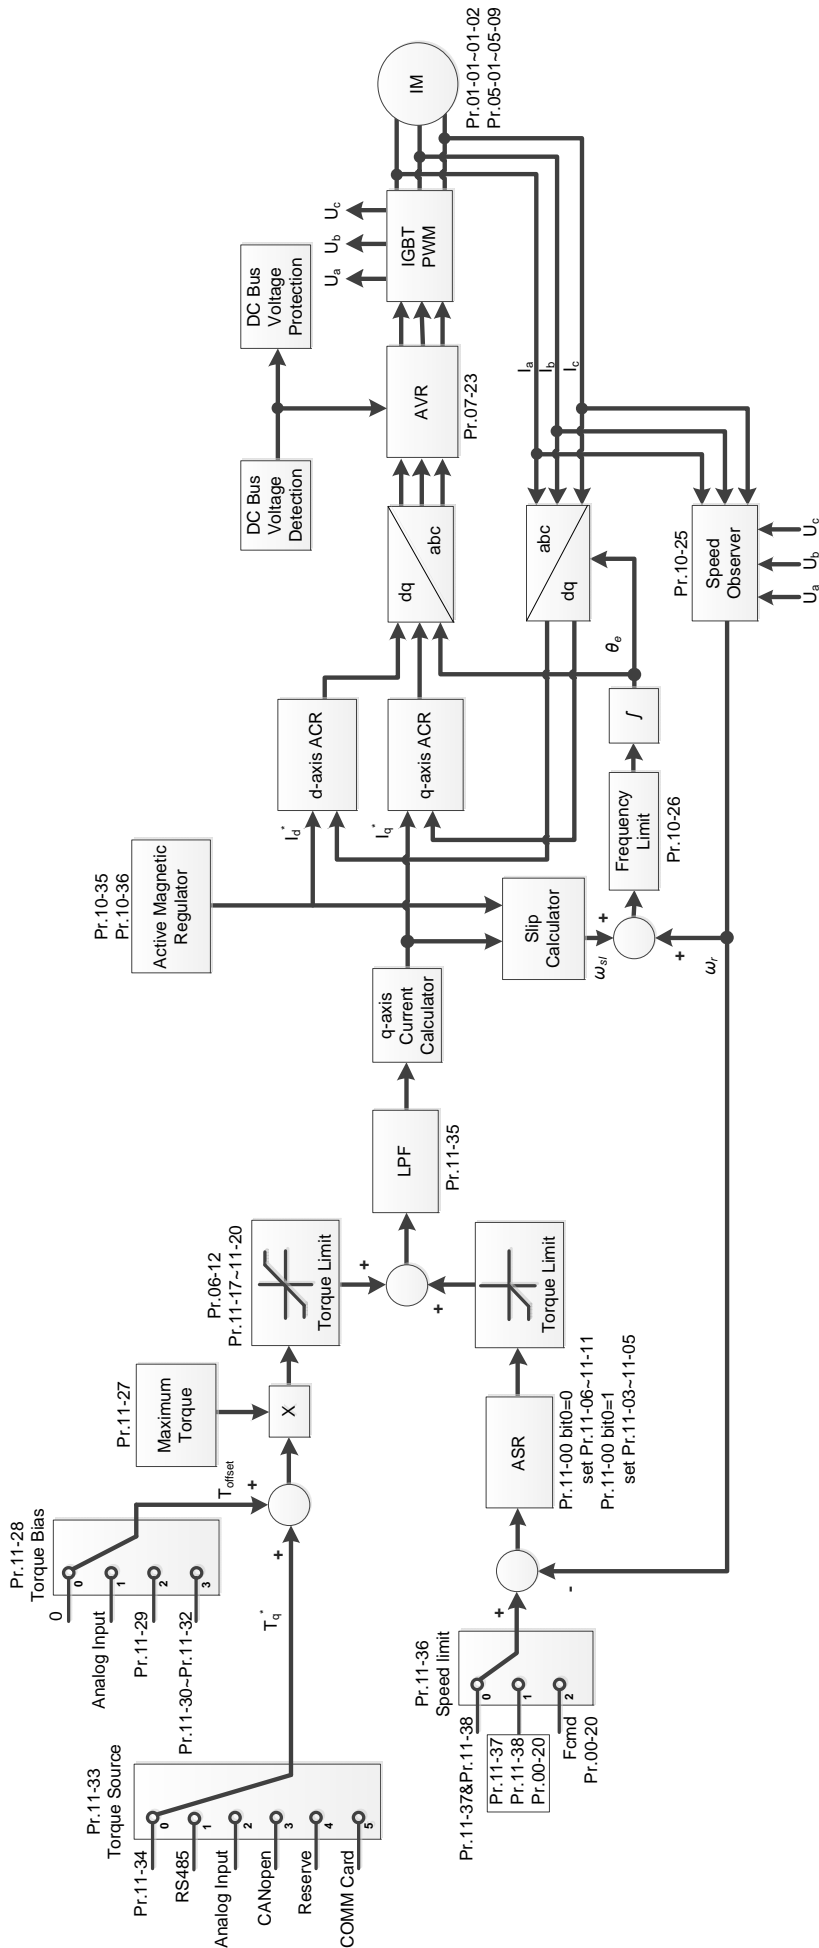 Pr.11-33
Torque Source
Pr.11-34
RS485
Analog Input
CANopen
Reserve
COMM Card
0
1
2
3
4
5
Tq*
+
Pr.11-28
Torque Bias
0
Analog Input
Pr.11-29
Pr.11-30~Pr.11-32
0
1
2
3
Toffset
+
Pr.11-27
Maximum
Torque
X
Pr.06-12
Pr.11-17~11-20
Torque Limit
+
+
Pr.11-36
Speed limit
Pr.11-37&Pr.11-38
Pr.11-37
Pr.11-38
Pr.00-20
Fcmd
Pr.00-20
0
1
2
+
-
ASR
Pr.11-00 bit0=0
set Pr.11-06~11-11
Pr.11-00 bit0=1
set Pr.11-03~11-05
Torque Limit
LPF
Pr.11-35
q-axis
Current
Calculator
Pr.10-35
Pr.10-36
Active Magnetic
Regulator
Slip
Calculator
ωsl
+
+
ωr
Id*
Iq*
d-axis ACR
q-axis ACR
Frequency
Limit
Pr.10-26
∫
θe
dq
abc
abc
dq
DC Bus
Voltage
Detection
DC Bus
Voltage
Protection
AVR
Pr.07-23
IGBT
PWM
Ua
Ub
Uc
Ia
Ib
Ic
Pr.10-25
Speed
Observer
Ua
Ub
Uc
IM
Pr.01-01~01-02
Pr.05-01~05-09